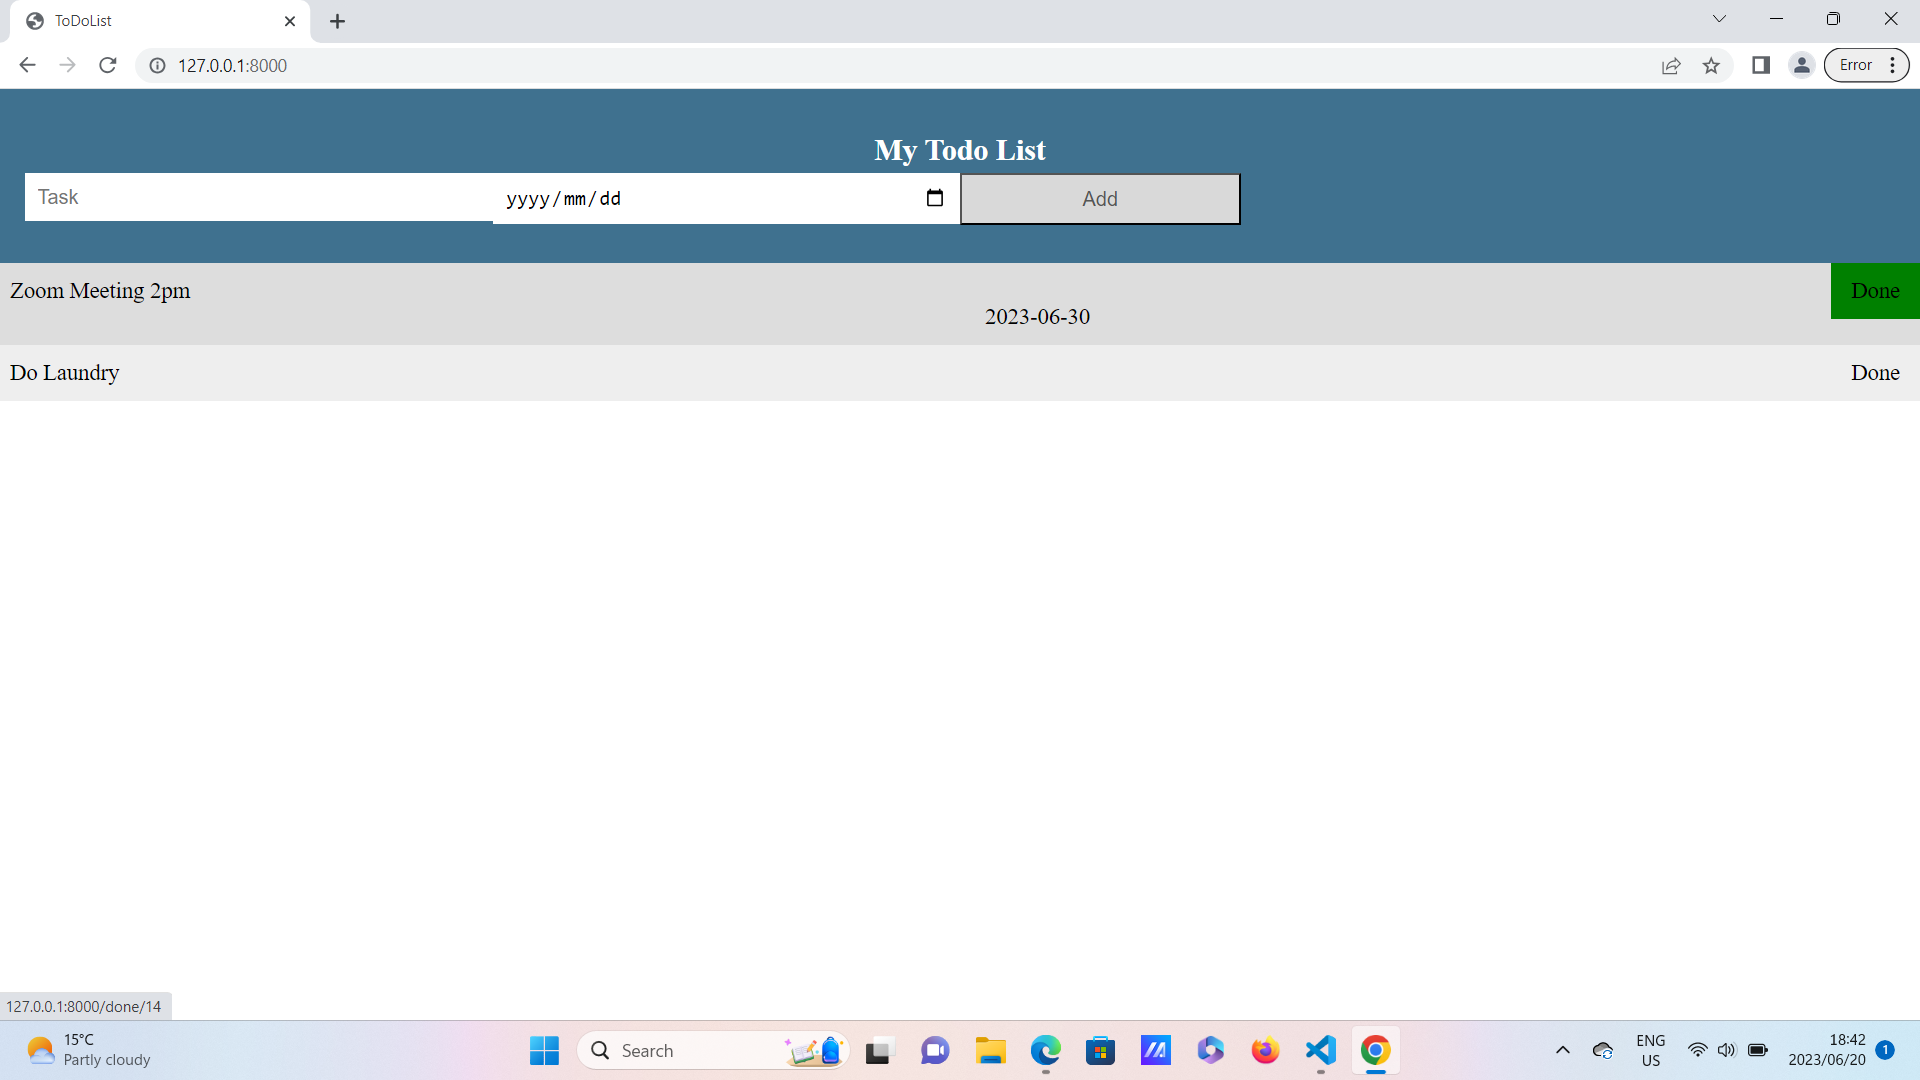 ToDoList
127.0.0.1:8000
Error
My Todo List
Task
yyyy/mm/dd
Add
Zoom Meeting 2pm
Done
2023-06-30
Do Laundry
Done
127.0.0.1:8000/done/14
15°C
Partly cloudy
Search
ENG
US
18:42
2023/06/20
1